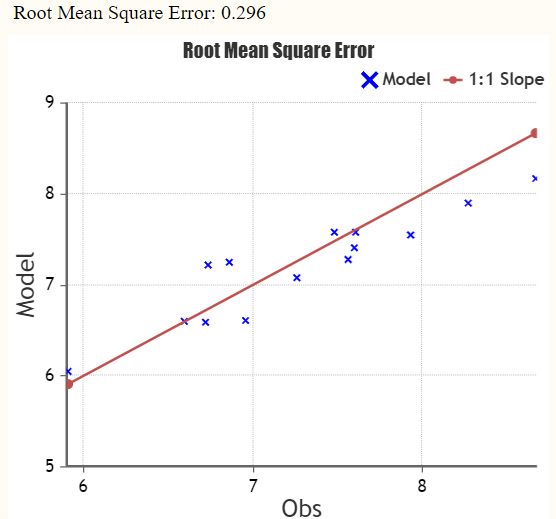 Root Mean Square Error: 0.296
Root Mean Square Error
Model 1:1 Slope
9
8
7
6
5
Model
6 7 8
Obs